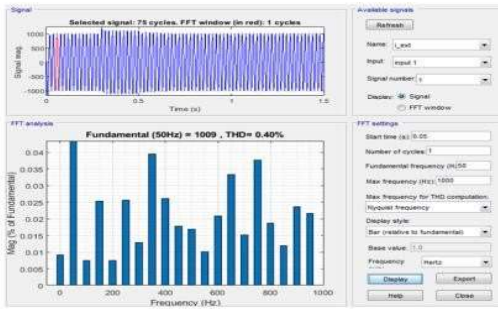 Signal
Selected signal: 75 cycles. FFT window (in red): 1 cycles
Signal mag.
1000
500
0
-500
-1000
0
0.5
1
1.5
Time (s)
FFT analysis
Fundamental (50Hz) = 1009 , THD= 0.40%
Mag (% of Fundamental)
0.04
0.035
0.03
0.025
0.02
0.015
0.01
0.005
0
0
200
400
600
800
1000
Frequency (Hz)
Available signals
Refresh
Name:
Input: input 1
Signal number:
Display: Signal
FFT window
FFT settings
Start time (s): 0.05
Number of cycles: 1
Fundamental frequency (H) 50
Max frequency (Hz): 1000
Max frequency for THD computation:
Nyquist frequency
Display style:
Bar (relative to fundamental)
Base value: 1.0
Frequency Hertz
Display
Export
Help
Close